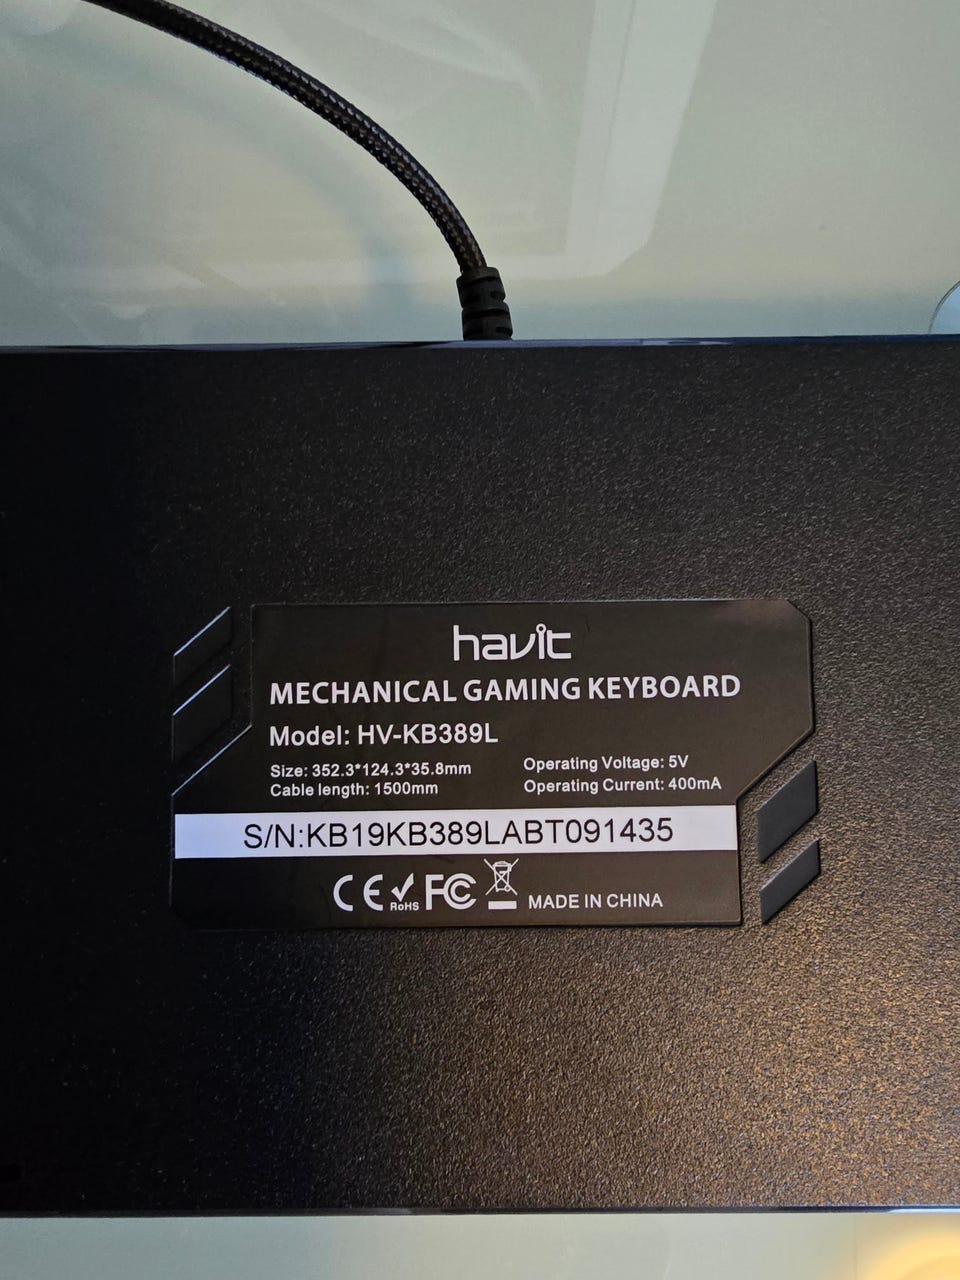 havit
MECHANICAL GAMING KEYBOARD
Model: HV-KB389L
Size: 352.3*124.3*35.8mm
Cable length: 1500mm
Operating Voltage: 5V
Operating Current: 400mA
S/N:KB19KB389LABT091435
CE RoHS FC MADE IN CHINA